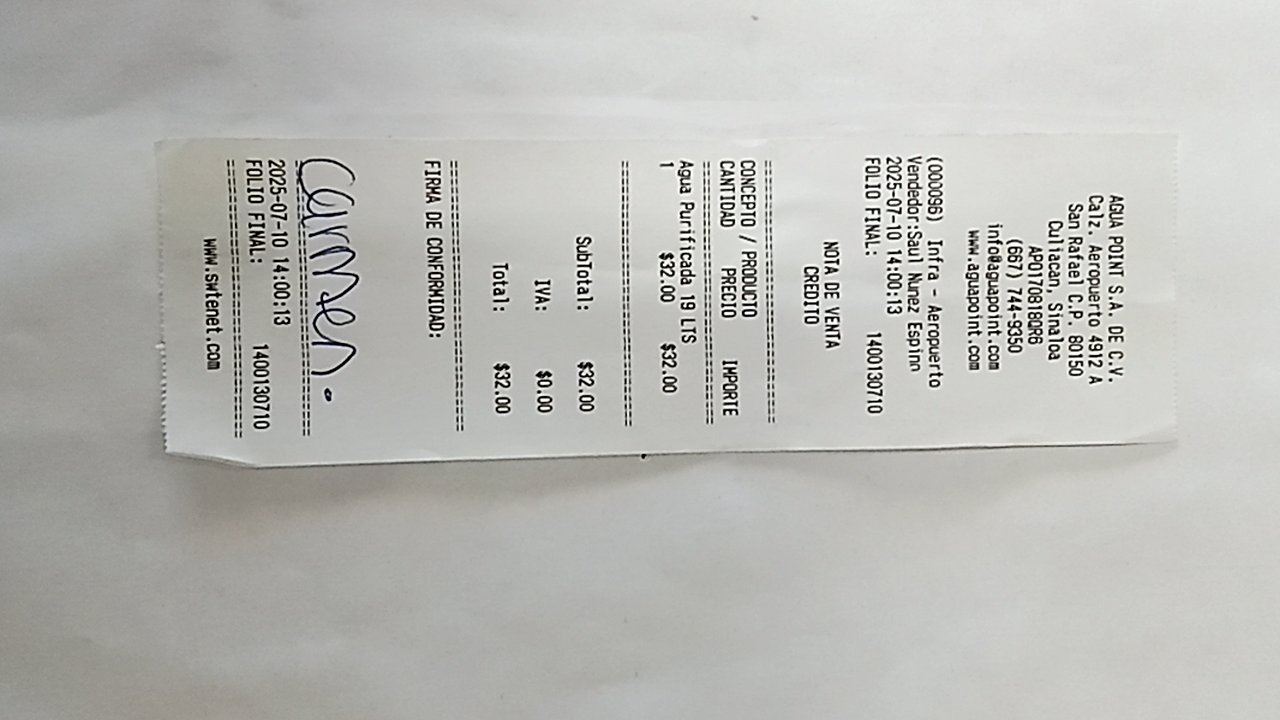 AGUA POINT S.A. DE C.V.
Calz. Aeropuerto 4912 A
San Rafael C.P. 80150
Culiacan, Sinaloa
APO170818QR6
(667) 744-9350
info@aguapoint.com
www.aguapoint.com
(000096) Infra - Aeropuerto
Vendedor:Saul Nunez Espino
2025-07-10 14:00:13
FOLIO FINAL: 1400130710
NOTA DE VENTA
CREDITO
================================
CONCEPTO / PRODUCTO
CANTIDAD PRECIO IMPORTE
================================
Agua Purificada 19 LTS
1 $32.00 $32.00
================================
SubTotal: $32.00
IVA: $0.00
Total: $32.00
================================
FIRMA DE CONFORMIDAD:
Carmen.
================================
2025-07-10 14:00:13
FOLIO FINAL: 1400130710
================================
www.swtenet.com